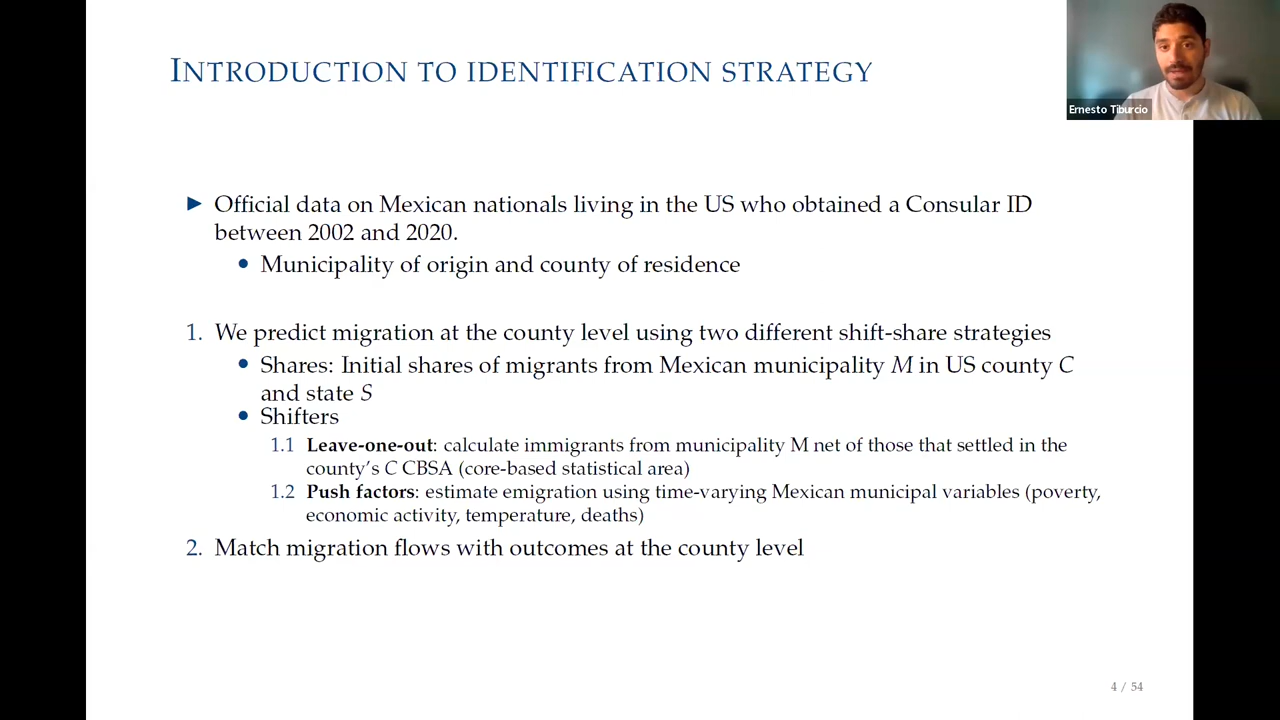 INTRODUCTION TO IDENTIFICATION STRATEGY
Ernesto Tiburcio
► Official data on Mexican nationals living in the US who obtained a Consular ID
between 2002 and 2020.
• Municipality of origin and county of residence
1. We predict migration at the county level using two different shift-share strategies
• Shares: Initial shares of migrants from Mexican municipality M in US county C
and state S
• Shifters
1.1 Leave-one-out: calculate immigrants from municipality M net of those that settled in the
county's C CBSA (core-based statistical area)
1.2 Push factors: estimate emigration using time-varying Mexican municipal variables (poverty,
economic activity, temperature, deaths)
2. Match migration flows with outcomes at the county level
4 / 54